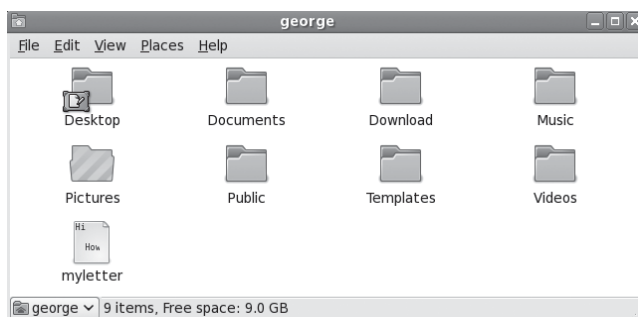 george
File Edit View Places Help
Desktop Documents Download Music
Pictures Public Templates Videos
Hi
How
myletter
george 9 items, Free space: 9.0 GB